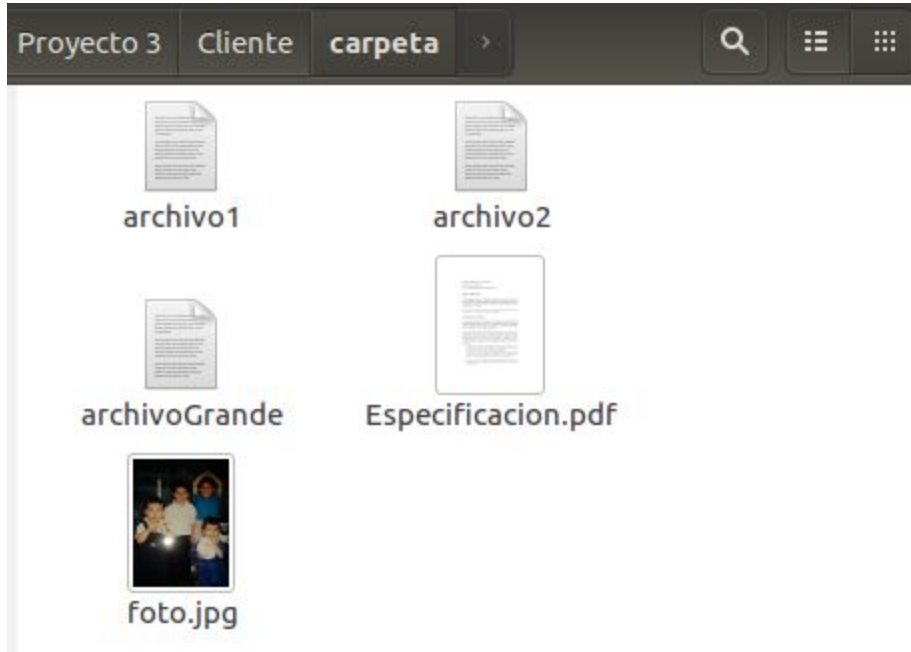 Proyecto 3 Cliente carpeta
archivo1 archivo2
archivoGrande Especificacion.pdf
foto.jpg